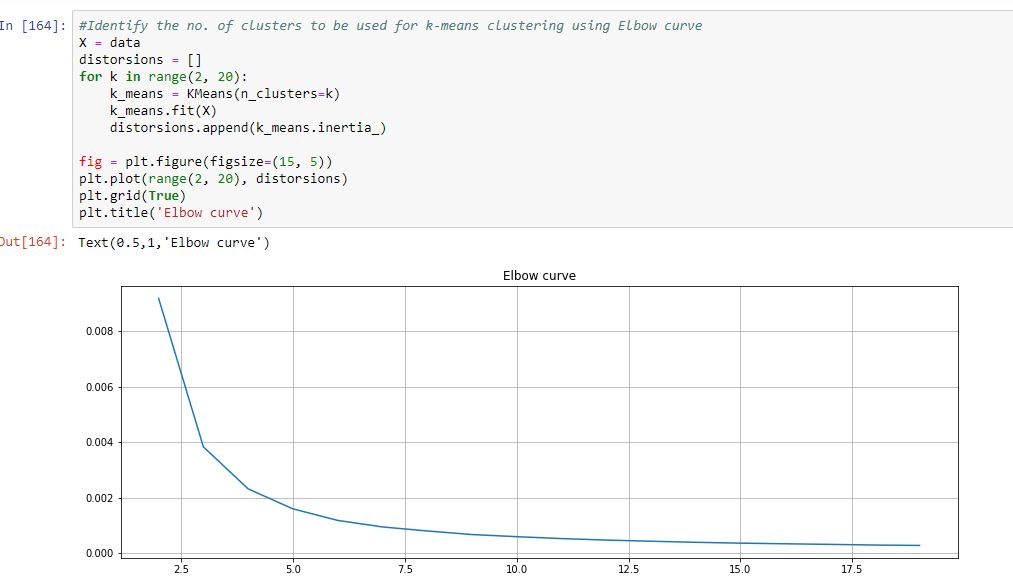 In [164]: #Identify the no. of clusters to be used for k-means clustering using Elbow curve
X = data
distorsions = []
for k in range(2, 20):
    k_means = KMeans(n_clusters=k)
    k_means.fit(X)
    distorsions.append(k_means.inertia_)
fig = plt.figure(figsize=(15, 5))
plt.plot(range(2, 20), distorsions)
plt.grid(True)
plt.title('Elbow curve')
Out[164]: Text(0.5,1,'Elbow curve')
Elbow curve
0.008
0.006
0.004
0.002
0.000
2.5 5.0 7.5 10.0 12.5 15.0 17.5